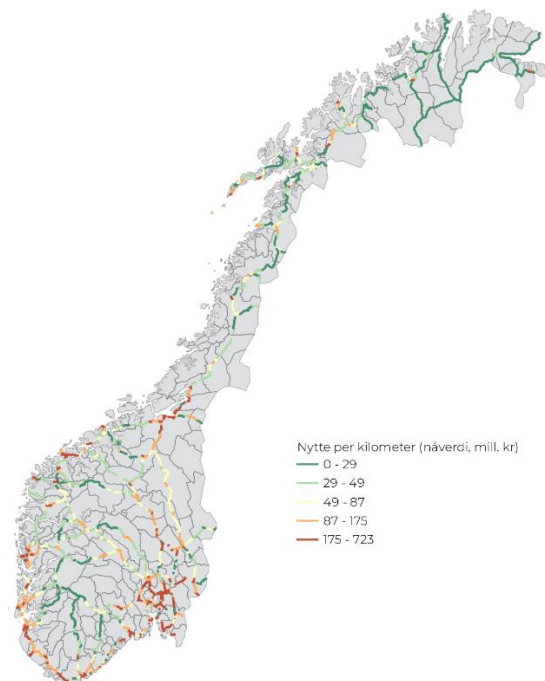 Nytte per kilometer (nåverdi, mill. kr)
0 - 29
29 - 49
49 - 87
87 - 175
175 - 723